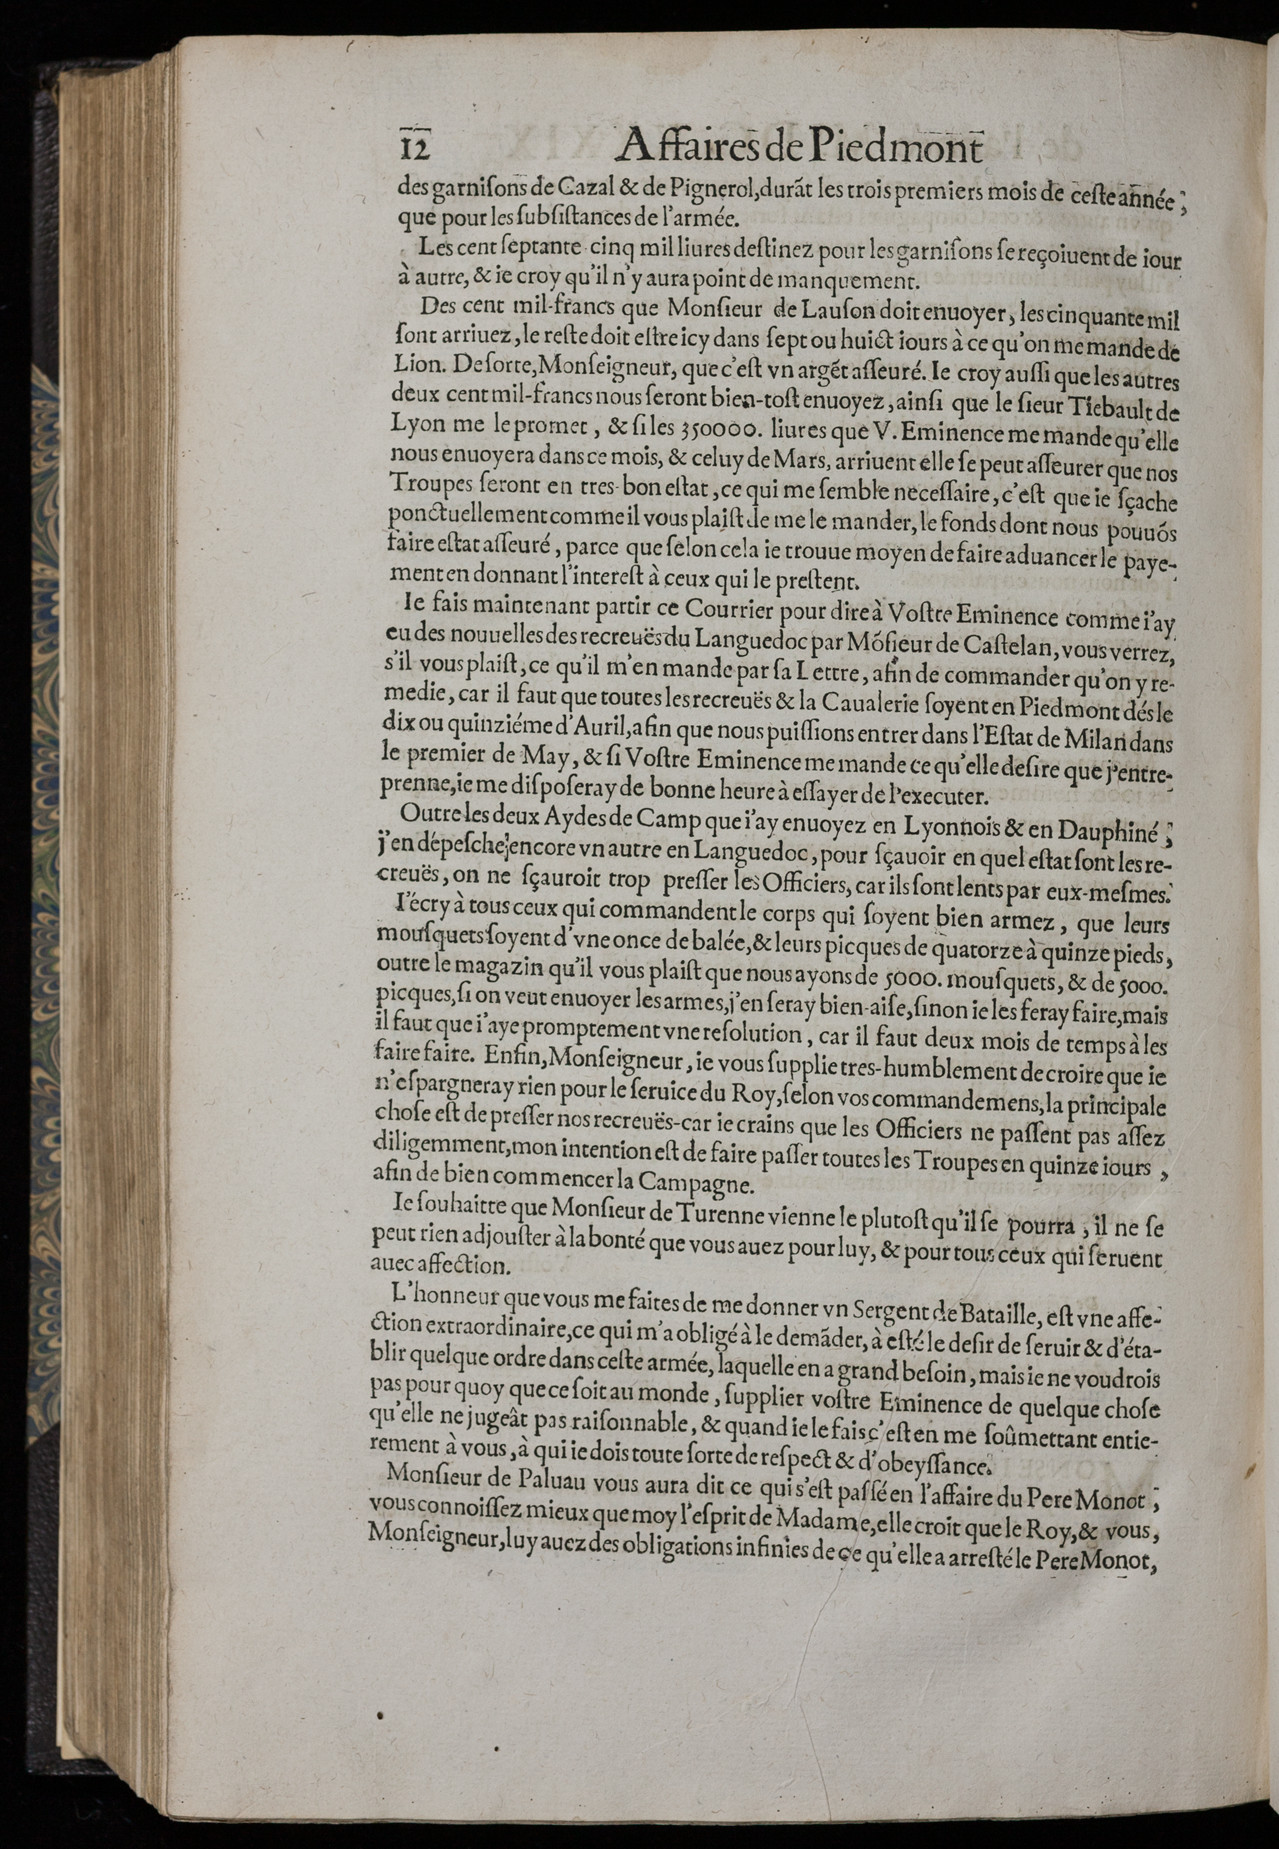 12 Affaires de Piedmont
des garniſons de Cazal & de Pignerol, durāt les trois premiers mois de ceſte année ;
que pour les ſubſiſtances de l'armée.
Les cent ſeptante cinq mil liures deſtinez pour les garniſons ſe reçoiuent de iour
à autre, & ie croy qu'il n'y aura point de manquement.
Des cent mil-francs que Monſieur de Lauſon doit enuoyer, les cinquante mil
ſont arriuez, le reſte doit eſtre icy dans ſept ou huict iours à ce qu'on me mande de
Lion. De ſorte, Monſeigneur, que c'eſt vn argēt aſſeuré. Ie croy auſſi que les autres
deux cent mil-francs nous ſeront bien-toſt enuoyez, ainſi que le ſieur Tiebault de
Lyon me le promet, & ſi les 350000. liures que V. Eminence me mande qu'elle
nous enuoyera dans ce mois, & celuy de Mars, arriuent elle ſe peut aſſeurer que nos
Troupes ſeront en tres-bon eſtat, ce qui me ſemble neceſſaire, c'eſt que ie ſçache
ponctuellement comme il vous plaiſt de me le mander, le fonds dont nous pouuōs
faire eſtat aſſeuré, parce que ſelon cela ie trouue moyen de faire aduancer le paye-
ment en donnant l'intereſt à ceux qui le preſtent.
Ie fais maintenant partir ce Courrier pour dire à Voſtre Eminence comme i'ay
eu des nouuelles des recreuës du Languedoc par Mōſieur de Caſtelan, vous verrez,
s'il vous plaiſt, ce qu'il m'en mande par ſa Lettre, afin de commander qu'on y re-
medie, car il faut que toutes les recreuës & la Caualerie ſoyent en Piedmont dés le
dix ou quinziéme d'Auril, afin que nous puiſſions entrer dans l'Eſtat de Milan dans
le premier de May, & ſi Voſtre Eminence me mande ce qu'elle deſire que j'entre-
prenne, ie me diſpoſeray de bonne heure à eſſayer de l'executer.
Outre les deux Aydes de Camp que i'ay enuoyez en Lyonnois & en Dauphiné ;
j'en dépeſche encore vn autre en Languedoc, pour ſçauoir en quel eſtat ſont les re-
creuës, on ne ſçauroit trop preſſer les Officiers, car ils ſont lents par eux-meſmes.
I'écry à tous ceux qui commandent le corps qui ſoyent bien armez, que leurs
mouſquets ſoyent d'vne once de balée, & leurs picques de quatorze à quinze pieds,
outre le magazin qu'il vous plaiſt que nous ayons de 5000. mouſquets, & de 5000.
picques, ſi on veut enuoyer les armes, j'en ſeray bien-aiſe, ſinon ie les feray faire, mais
il faut que i'aye promptement vne reſolution, car il faut deux mois de temps à les
faire faire. Enfin, Monſeigneur, ie vous ſupplie tres-humblement de croire que ie
n'eſpargneray rien pour le ſeruice du Roy, ſelon vos commandemens, la principale
choſe eſt de preſſer nos recreuës-car ie crains que les Officiers ne paſſent pas aſſez
diligemment, mon intention eſt de faire paſſer toutes les Troupes en quinze iours,
afin de bien commencer la Campagne.
Ie ſouhaitte que Monſieur de Turenne vienne le plutoſt qu'il ſe pourra, il ne ſe
peut rien adjouſter à la bonté que vous auez pour luy, & pour tous ceux qui ſeruent
auec affection.
L'honneur que vous me faites de me donner vn Sergent de Bataille, eſt vne affe-
ction extraordinaire, ce qui m'a obligé à le demāder, à eſté le deſir de ſeruir & d'éta-
blir quelque ordre dans ceſte armée, laquelle en a grand beſoin, mais ie ne voudrois
pas pour quoy que ce ſoit au monde, ſupplier voſtre Eminence de quelque choſe
qu'elle ne jugeât pas raiſonnable, & quand ie le fais c'eſt en me ſoûmettant entie-
rement à vous, à qui ie dois toute ſorte de reſpect & d'obeyſſance.
Monſieur de Paluau vous aura dit ce qui s'eſt paſſé en l'affaire du Pere Monot ;
vous connoiſſez mieux que moy l'eſprit de Madame, elle croit que le Roy, & vous,
Monſeigneur, luy auez des obligations infinies de ce qu'elle a arreſté le Pere Monot,